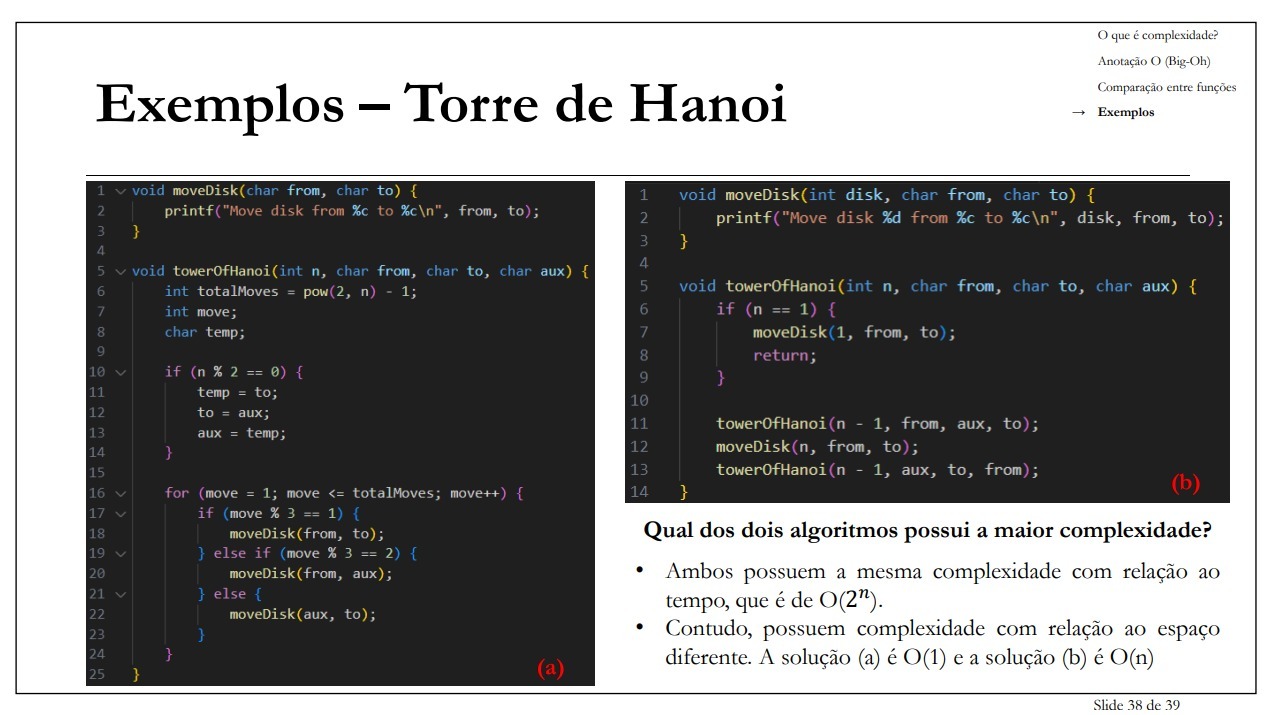 O que é complexidade?
Anotação O (Big-Oh)
Comparação entre funções
→ Exemplos
Exemplos – Torre de Hanoi
1 void moveDisk(char from, char to) {
2     printf("Move disk from %c to %c\n", from, to);
3 }
4
5 void towerOfHanoi(int n, char from, char to, char aux) {
6     int totalMoves = pow(2, n) - 1;
7     int move;
8     char temp;
9
10     if (n % 2 == 0) {
11         temp = to;
12         to = aux;
13         aux = temp;
14     }
15
16     for (move = 1; move <= totalMoves; move++) {
17         if (move % 3 == 1) {
18             moveDisk(from, to);
19         } else if (move % 3 == 2) {
20             moveDisk(from, aux);
21         } else {
22             moveDisk(aux, to);
23         }
24     }
25 }
(a)
1 void moveDisk(int disk, char from, char to) {
2     printf("Move disk %d from %c to %c\n", disk, from, to);
3 }
4
5 void towerOfHanoi(int n, char from, char to, char aux) {
6     if (n == 1) {
7         moveDisk(1, from, to);
8         return;
9     }
10
11     towerOfHanoi(n - 1, from, aux, to);
12     moveDisk(n, from, to);
13     towerOfHanoi(n - 1, aux, to, from);
14 }
(b)
Qual dos dois algoritmos possui a maior complexidade?
• Ambos possuem a mesma complexidade com relação ao
tempo, que é de O(2ⁿ).
• Contudo, possuem complexidade com relação ao espaço
diferente. A solução (a) é O(1) e a solução (b) é O(n)
Slide 38 de 39